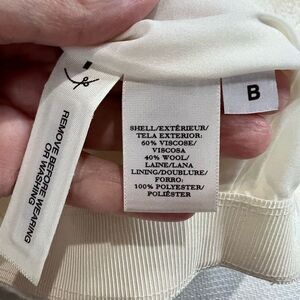 REMOVE BEFORE WEARING
OR WASHING
SHELL/EXTÉRIEUR/
TELA EXTERIOR:
60% VISCOSE/
VISCOSA
40% WOOL/
LAINE/LANA
LINING/DOUBLURE/
FORRO:
100% POLYESTER/
POLIÉSTER
B